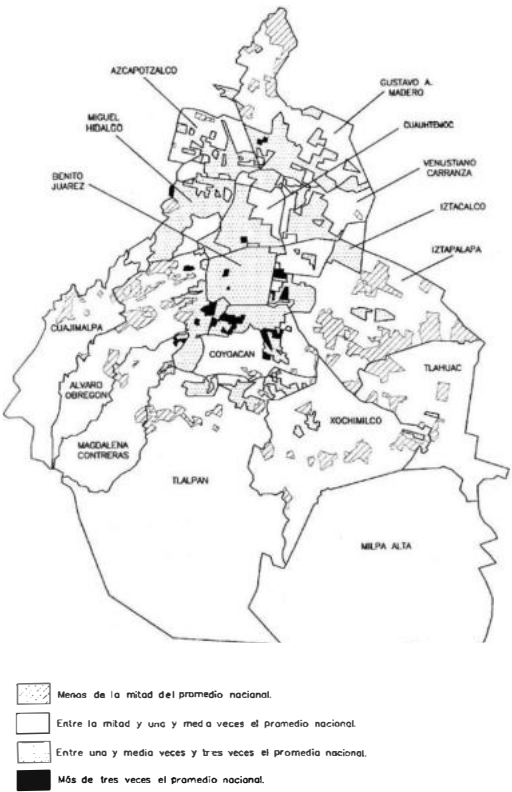 AZCAPOTZALCO
GUSTAVO A.
MADERO
MIGUEL
HIDALGO
CUAUHTEMOC
BENITO
JUAREZ
VENUSTIANO
CARRANZA
IZTACALCO
IZTAPALAPA
CUAJIMALPA
COYOACAN
TLAHUAC
ALVARO
OBREGON
XOCHIMILCO
MAGDALENA
CONTRERAS
TLALPAN
MILPA ALTA
Menos de la mitad del promedio nacional.
Entre la mitad y una y media veces el promedio nacional.
Entre una y media veces y tres veces el promedio nacional.
Más de tres veces el promedio nacional.